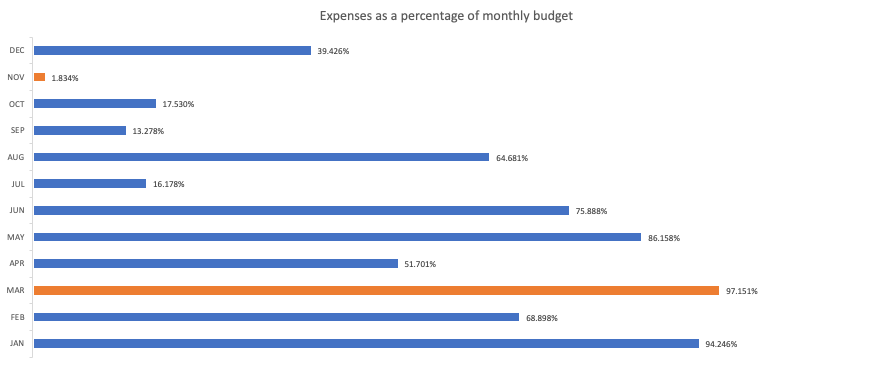 Expenses as a percentage of monthly budget
DEC 39.426%
NOV 1.834%
OCT 17.530%
SEP 13.278%
AUG 64.681%
JUL 16.178%
JUN 75.888%
MAY 86.158%
APR 51.701%
MAR 97.151%
FEB 68.898%
JAN 94.246%